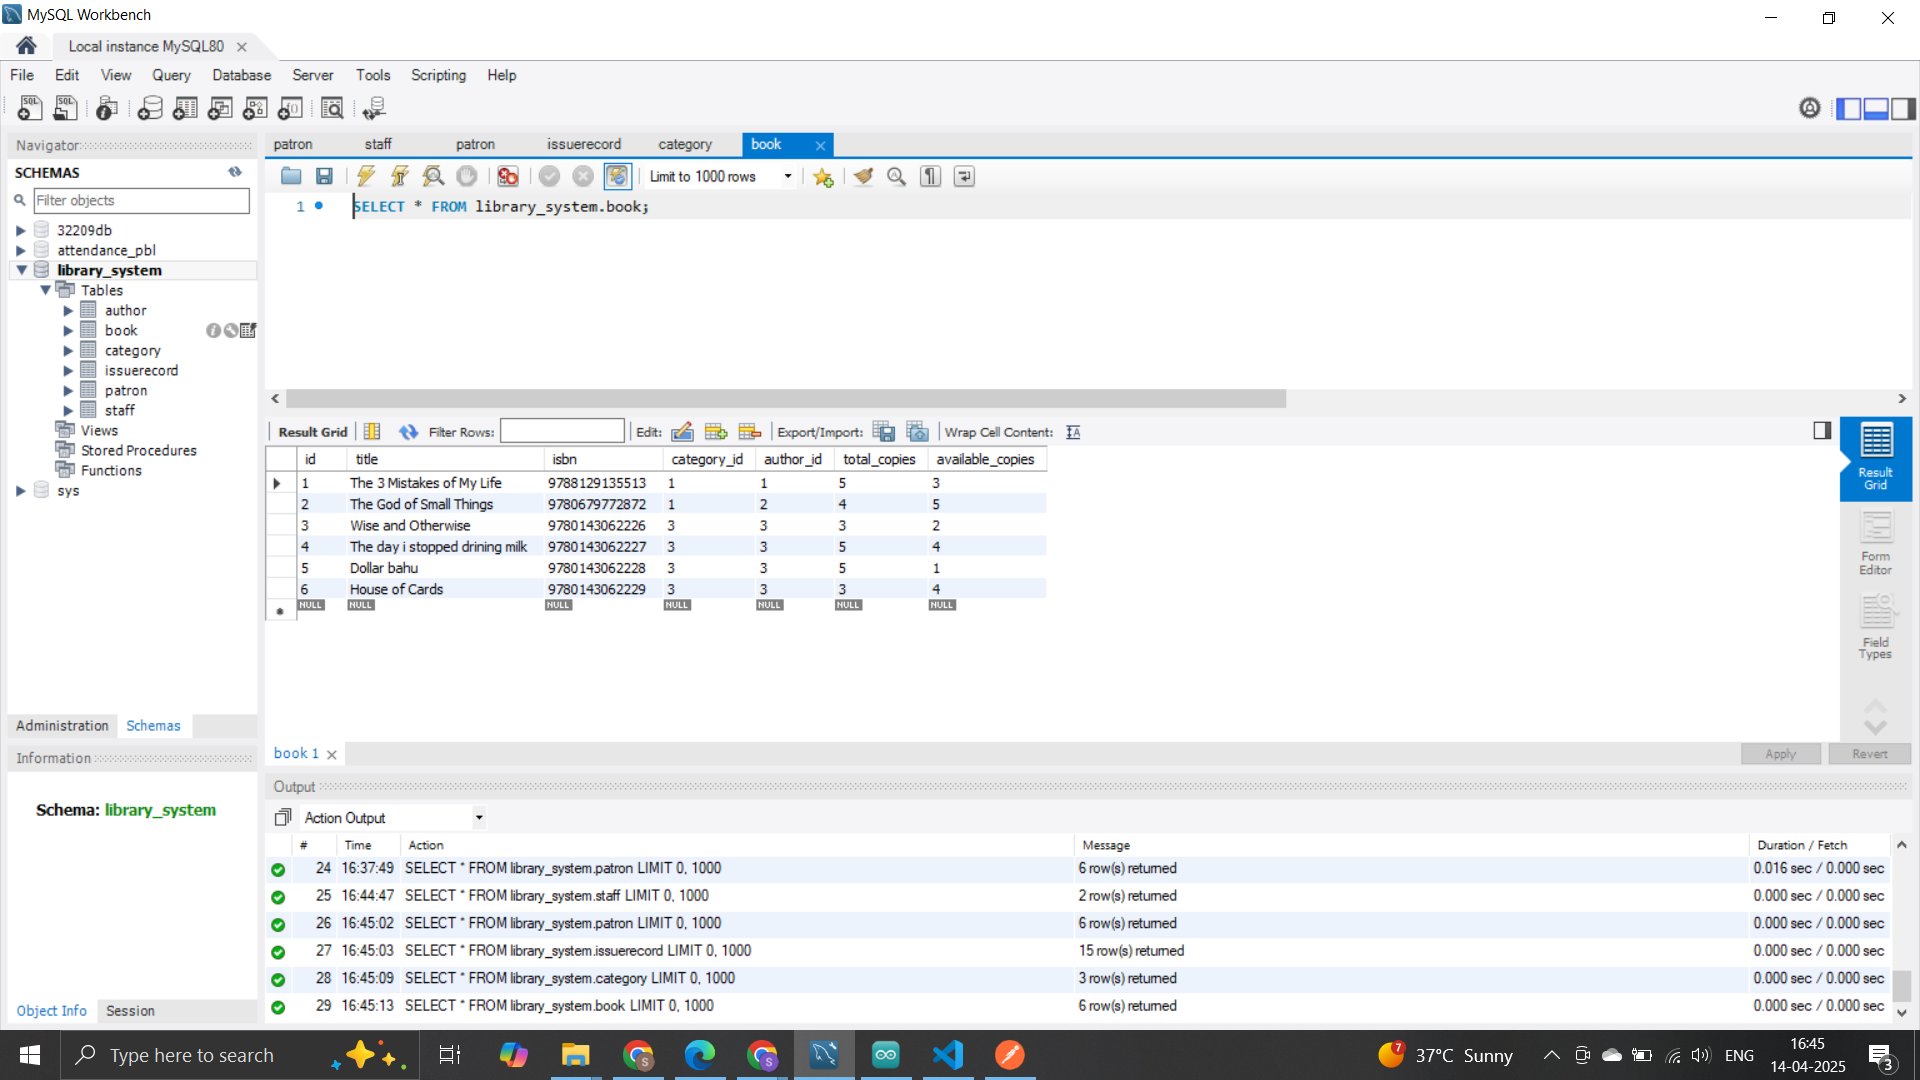 MySQL Workbench
Local instance MySQL80
File Edit View Query Database Server Tools Scripting Help
Navigator
SCHEMAS
Filter objects
32209db
attendance_pbl
library_system
Tables
author
book
category
issuerecord
patron
staff
Views
Stored Procedures
Functions
sys
Administration Schemas
Information
Schema: library_system
Object Info Session
patron staff patron issuerecord category book
Limit to 1000 rows
1 SELECT * FROM library_system.book;
Result Grid Filter Rows: Edit: Export/Import: Wrap Cell Content:
id title isbn category_id author_id total_copies available_copies
1 The 3 Mistakes of My Life 9788129135513 1 1 5 3
2 The God of Small Things 9780679772872 1 2 4 5
3 Wise and Otherwise 9780143062226 3 3 3 2
4 The day i stopped drining milk 9780143062227 3 3 5 4
5 Dollar bahu 9780143062228 3 3 5 1
6 House of Cards 9780143062229 3 3 3 4
NULL NULL NULL NULL NULL NULL NULL
Result
Grid
Form
Editor
Field
Types
book 1
Apply Revert
Output
Action Output
# Time Action Message Duration / Fetch
24 16:37:49 SELECT * FROM library_system.patron LIMIT 0, 1000 6 row(s) returned 0.016 sec / 0.000 sec
25 16:44:47 SELECT * FROM library_system.staff LIMIT 0, 1000 2 row(s) returned 0.000 sec / 0.000 sec
26 16:45:02 SELECT * FROM library_system.patron LIMIT 0, 1000 6 row(s) returned 0.000 sec / 0.000 sec
27 16:45:03 SELECT * FROM library_system.issuerecord LIMIT 0, 1000 15 row(s) returned 0.000 sec / 0.000 sec
28 16:45:09 SELECT * FROM library_system.category LIMIT 0, 1000 3 row(s) returned 0.000 sec / 0.000 sec
29 16:45:13 SELECT * FROM library_system.book LIMIT 0, 1000 6 row(s) returned 0.000 sec / 0.000 sec
Type here to search
7 37°C Sunny ENG 16:45
14-04-2025 3